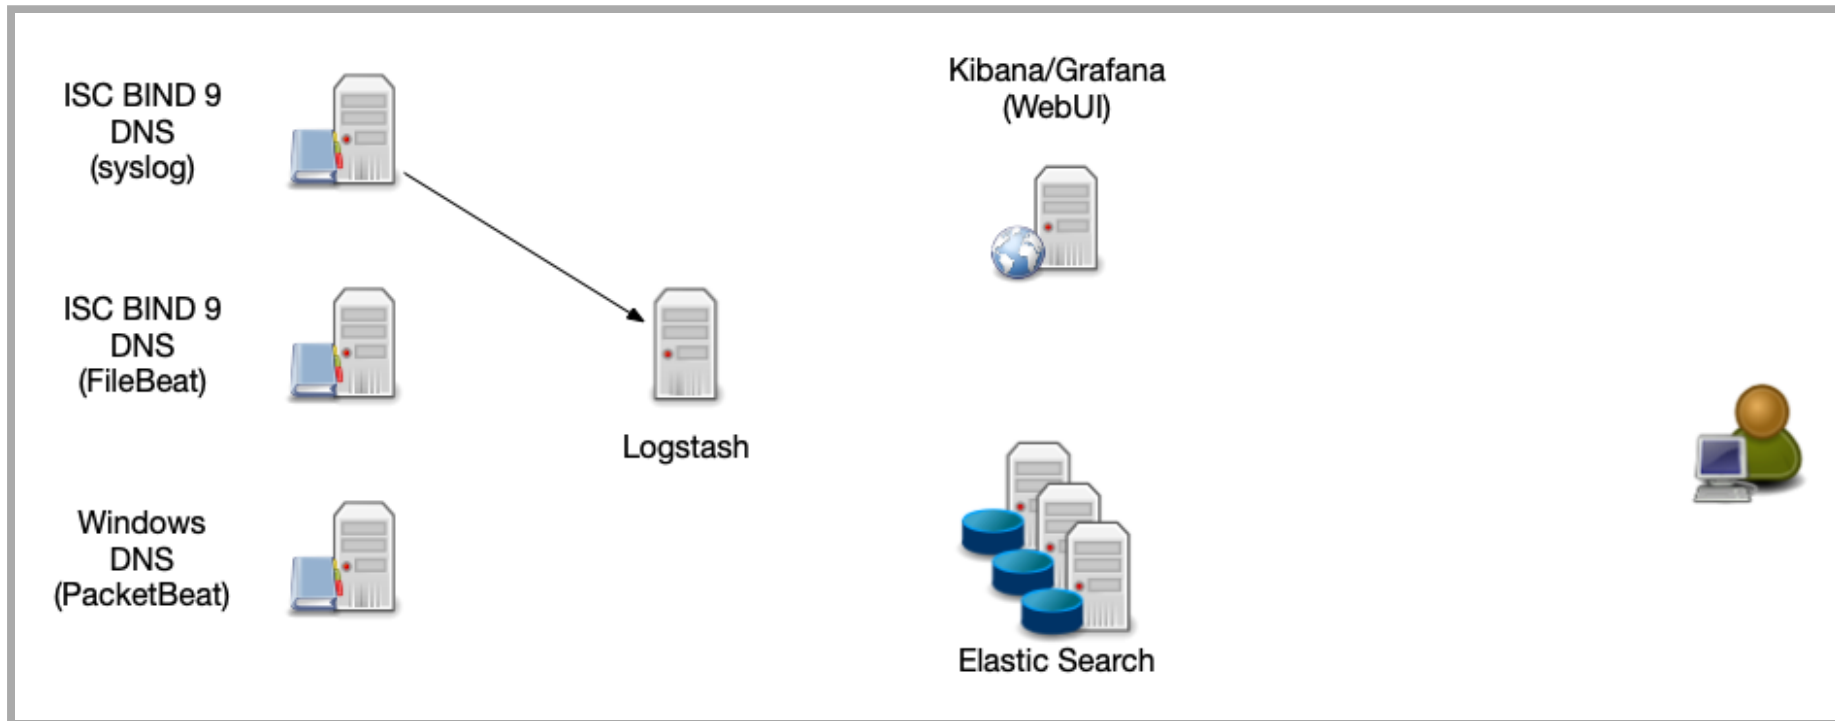 ISC BIND 9
DNS
(syslog)
Kibana/Grafana
(WebUI)
ISC BIND 9
DNS
(FileBeat)
Logstash
Windows
DNS
(PacketBeat)
Elastic Search